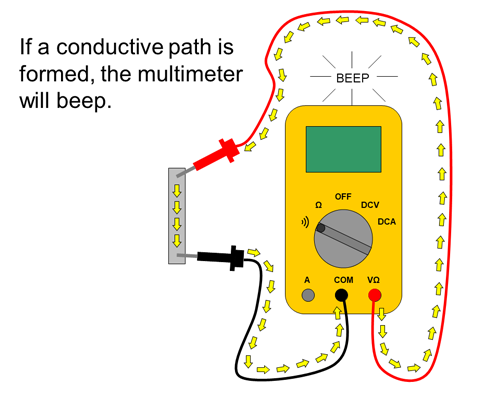 If a conductive path is
formed, the multimeter
will beep.
BEEP
OFF
Ω
DCV
DCA
A
COM
VΩ